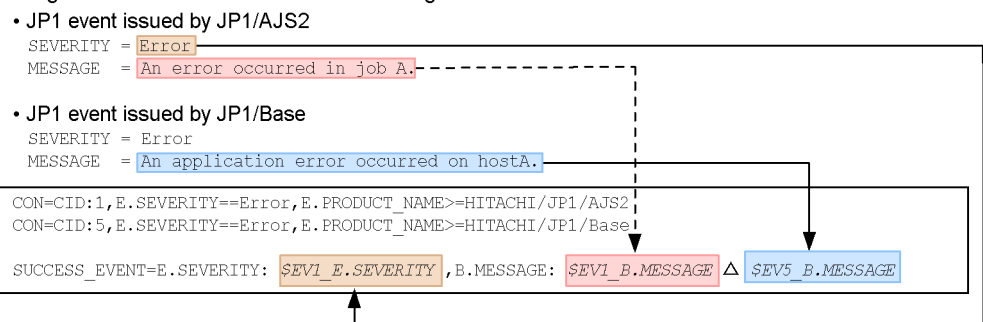 • JP1 event issued by JP1/AJS2
SEVERITY = Error
MESSAGE = An error occurred in job A.
• JP1 event issued by JP1/Base
SEVERITY = Error
MESSAGE = An application error occurred on hostA.
CON=CID:1,E.SEVERITY==Error,E.PRODUCT_NAME>=HITACHI/JP1/AJS2
CON=CID:5,E.SEVERITY==Error,E.PRODUCT_NAME>=HITACHI/JP1/Base
SUCCESS_EVENT=E.SEVERITY: $EV1_E.SEVERITY ,B.MESSAGE: $EV1_B.MESSAGE △ $EV5_B.MESSAGE